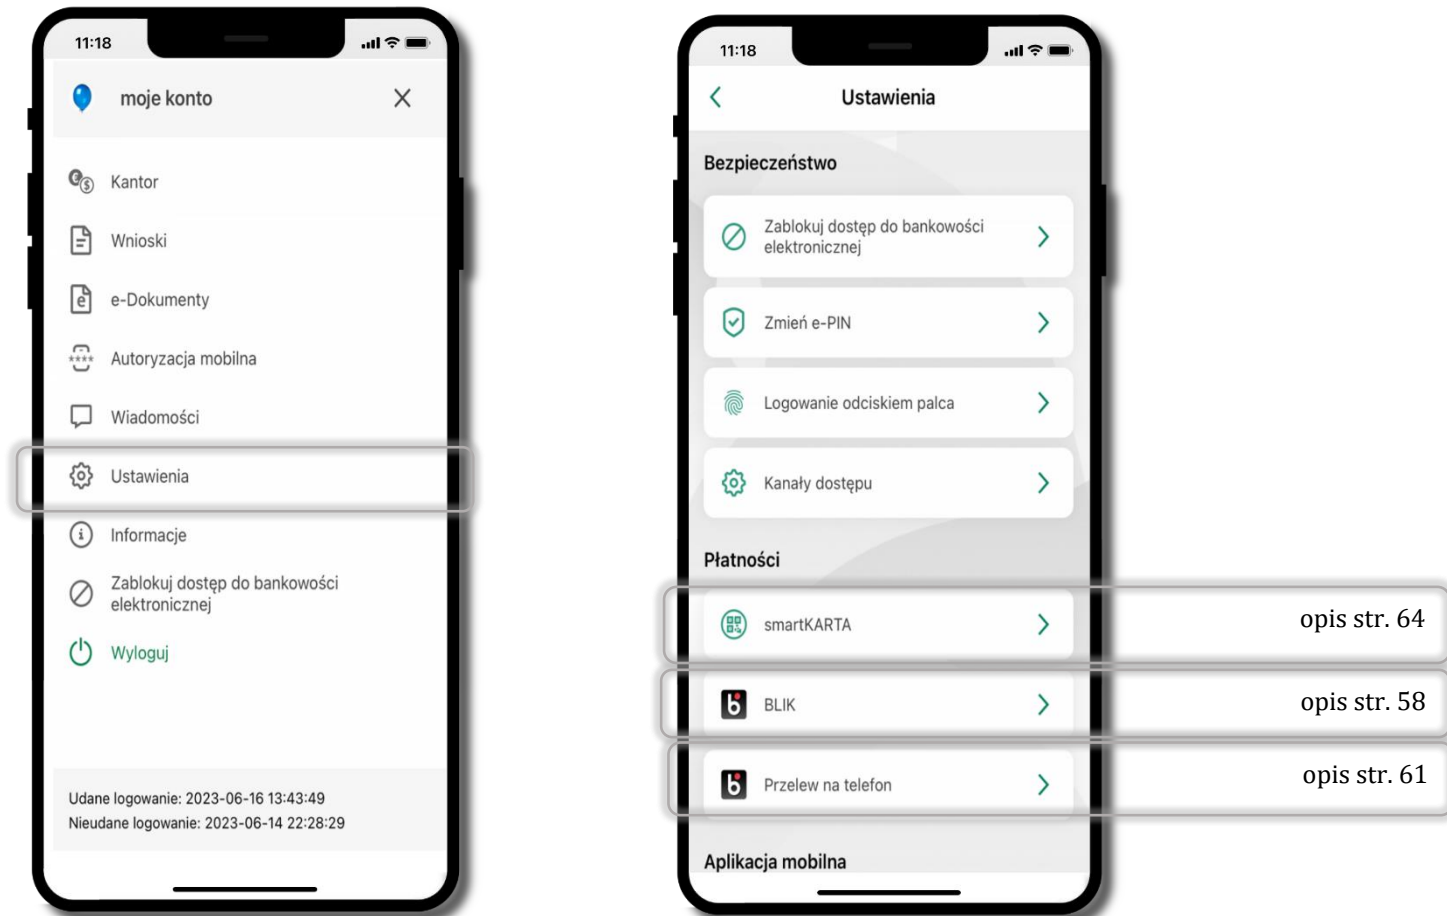 11:18
moje konto
Kantor
Wnioski
e-Dokumenty
Autoryzacja mobilna
Wiadomości
Ustawienia
Informacje
Zablokuj dostęp do bankowości
elektronicznej
Wyloguj
Udane logowanie: 2023-06-16 13:43:49
Nieudane logowanie: 2023-06-14 22:28:29
11:18
Ustawienia
Bezpieczeństwo
Zablokuj dostęp do bankowości
elektronicznej
Zmień e-PIN
Logowanie odciskiem palca
Kanały dostępu
Płatności
smartKARTA
opis str. 64
BLIK
opis str. 58
Przelew na telefon
opis str. 61
Aplikacja mobilna